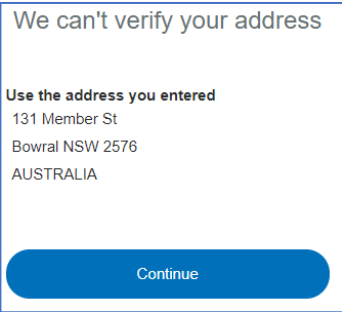 We can't verify your address
Use the address you entered
131 Member St
Bowral NSW 2576
AUSTRALIA
Continue